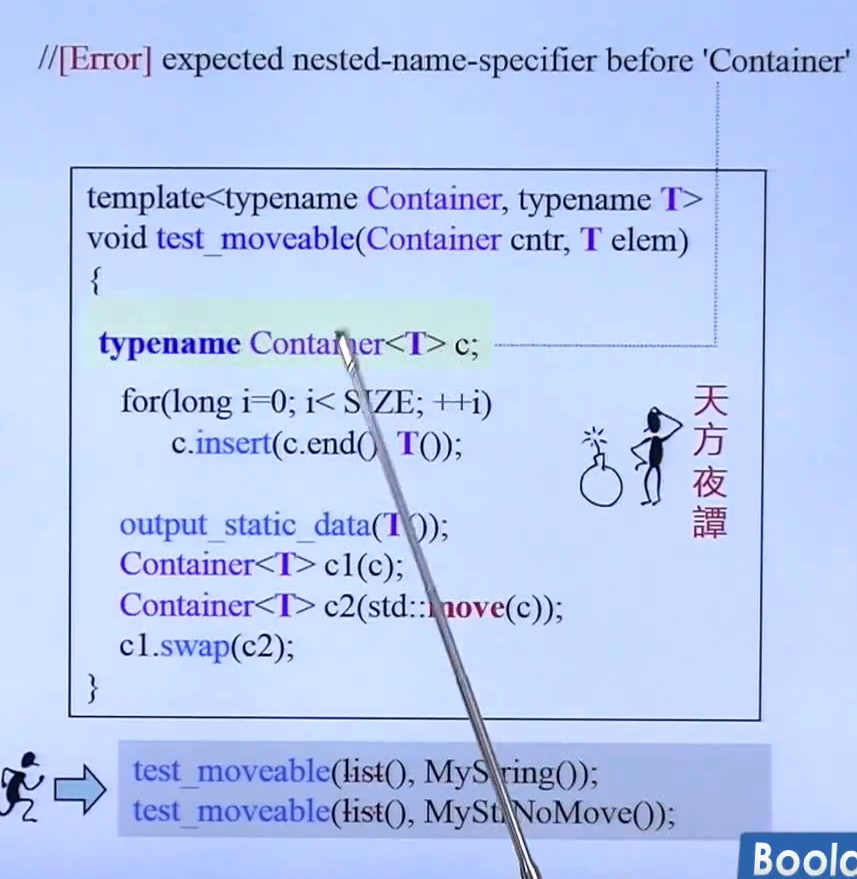 //[Error] expected nested-name-specifier before 'Container'
template<typename Container, typename T>
void test_moveable(Container cntr, T elem)
{
typename Container<T> c;
for(long i=0; i< SIZE; ++i)
c.insert(c.end(), T());
output_static_data(T());
Container<T> c1(c);
Container<T> c2(std::move(c));
c1.swap(c2);
}
天方夜譚
test_moveable(list(), MyString());
test_moveable(list(), MyStrNoMove());